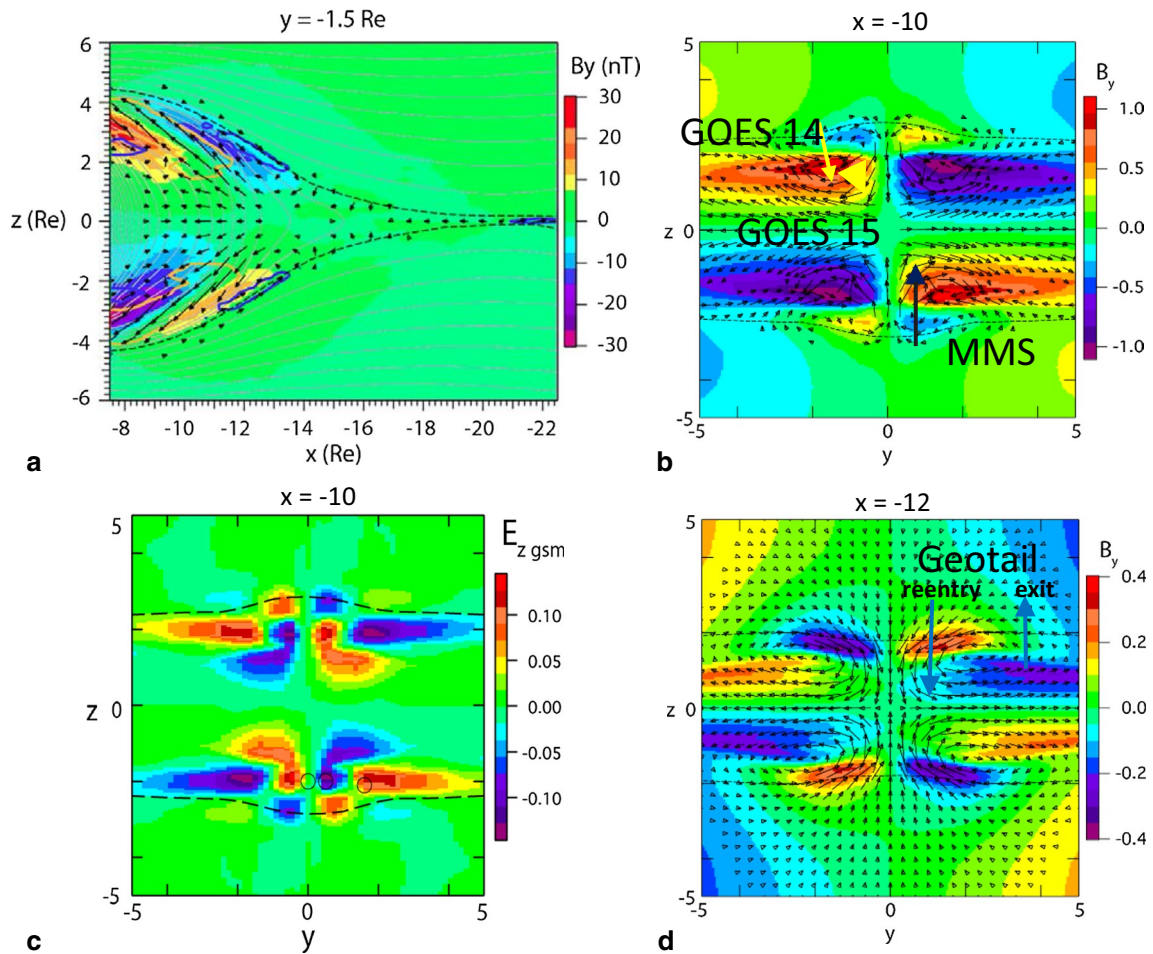 y = -1.5 Re
By (nT)
6
4
2
z (Re) 0
-2
-4
-6
-8 -10 -12 -14 -16 -18 -20 -22
x (Re)
30
20
10
0
-10
-20
-30
a
x = -10
5
z 0
-5
-5 0 5
y
GOES 14
GOES 15
MMS
By
1.0
0.5
0.0
-0.5
-1.0
b
x = -10
5
z 0
-5
-5 0 5
y
Ez gsm
0.10
0.05
0.00
-0.05
-0.10
c
x = -12
5
z 0
-5
-5 0 5
y
Geotail
reentry exit
By
0.4
0.2
0.0
-0.2
-0.4
d